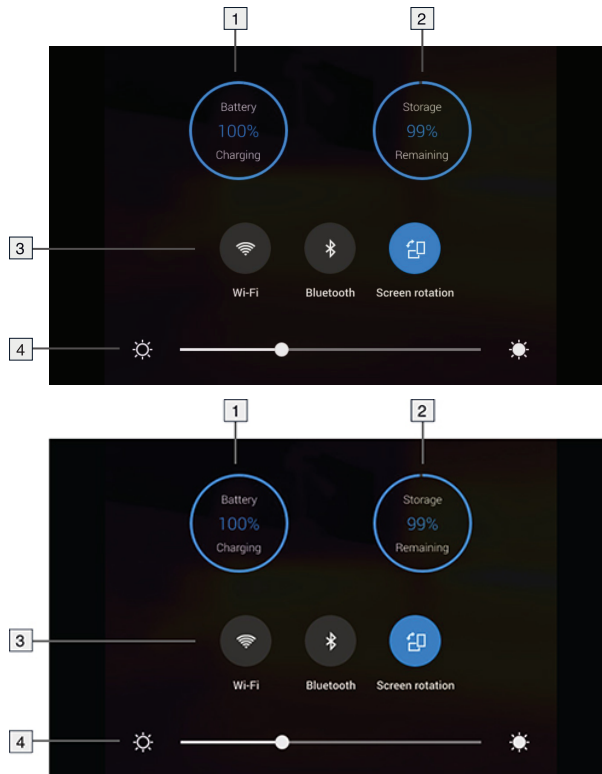 1 2
Battery Storage
100% 99%
Charging Remaining
3
Wi-Fi Bluetooth Screen rotation
4
1 2
Battery Storage
100% 99%
Charging Remaining
3
Wi-Fi Bluetooth Screen rotation
4